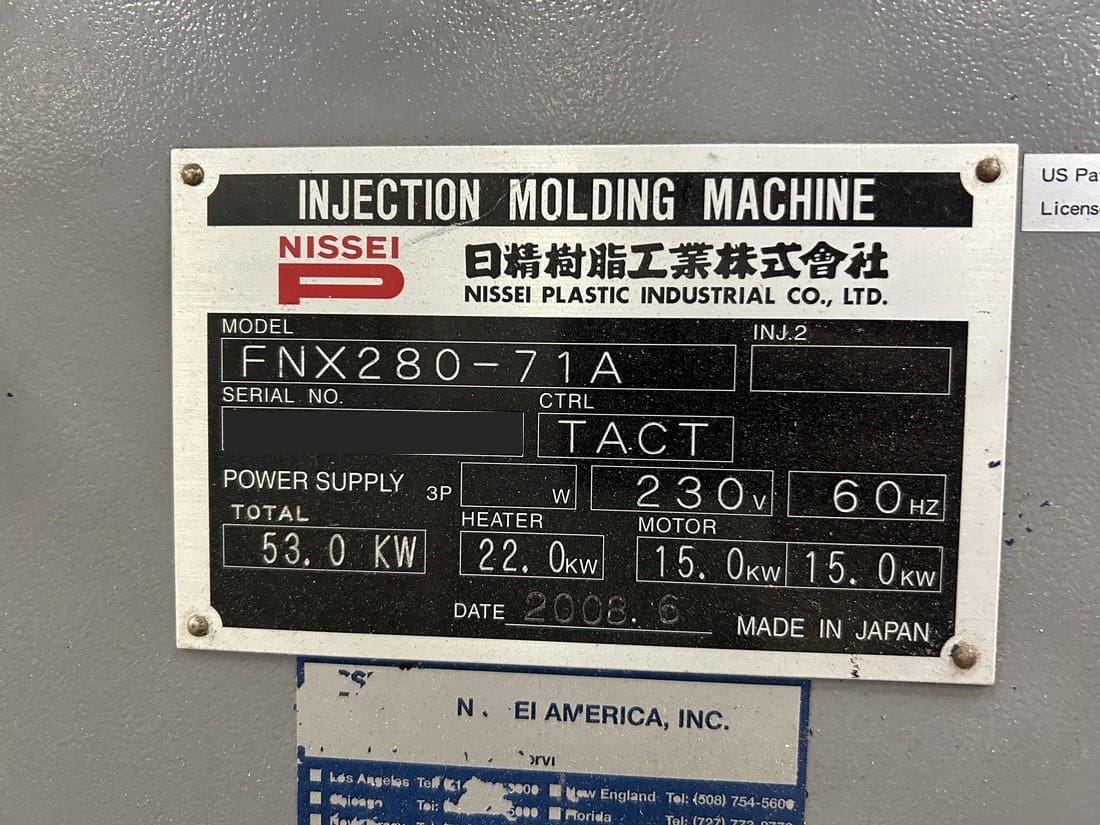 INJECTION MOLDING MACHINE
NISSEI
日精樹脂工業株式會社
NISSEI PLASTIC INDUSTRIAL CO., LTD.
MODEL
INJ.2
FNX280-71A
SERIAL NO.
CTRL
TACT
POWER SUPPLY 3P W 230V 60HZ
TOTAL HEATER MOTOR
53.0 KW 22.0KW 15.0KW 15.0KW
DATE 2008.6
MADE IN JAPAN
US Pa
Licens
EI AMERICA, INC.
Los Angeles
New England Tel: (508) 754-5600
Chicago
Florida